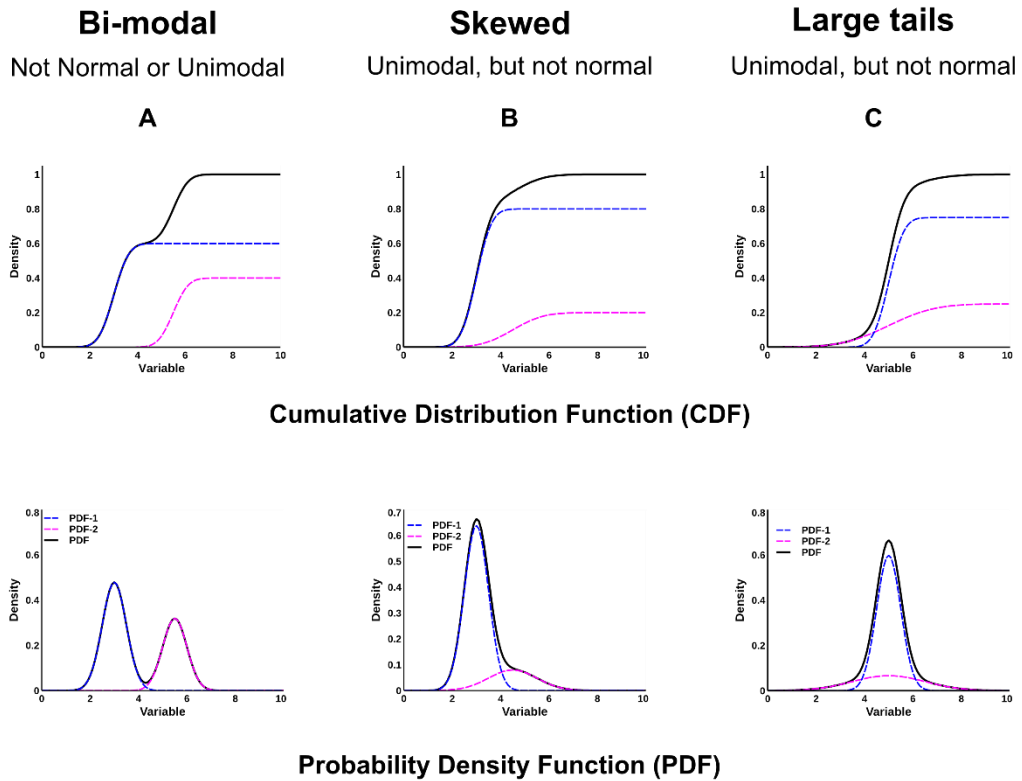 Bi-modal
Skewed
Large tails
Not Normal or Unimodal
Unimodal, but not normal
Unimodal, but not normal
A
B
C
1
0.8
0.6
0.4
0.2
0
Density
0 2 4 6 8 10
Variable
1
0.8
0.6
0.4
0.2
0
Density
0 2 4 6 8 10
Variable
1
0.8
0.6
0.4
0.2
0
Density
0 2 4 6 8 10
Variable
Cumulative Distribution Function (CDF)
0.8
0.6
0.4
0.2
0
Density
PDF-1
PDF-2
PDF
0 2 4 6 8 10
Variable
0.7
0.6
0.5
0.4
0.3
0.2
0.1
0
Density
PDF-1
PDF-2
PDF
0 2 4 6 8 10
Variable
0.8
0.6
0.4
0.2
0
Density
PDF-1
PDF-2
PDF
0 2 4 6 8 10
Variable
Probability Density Function (PDF)